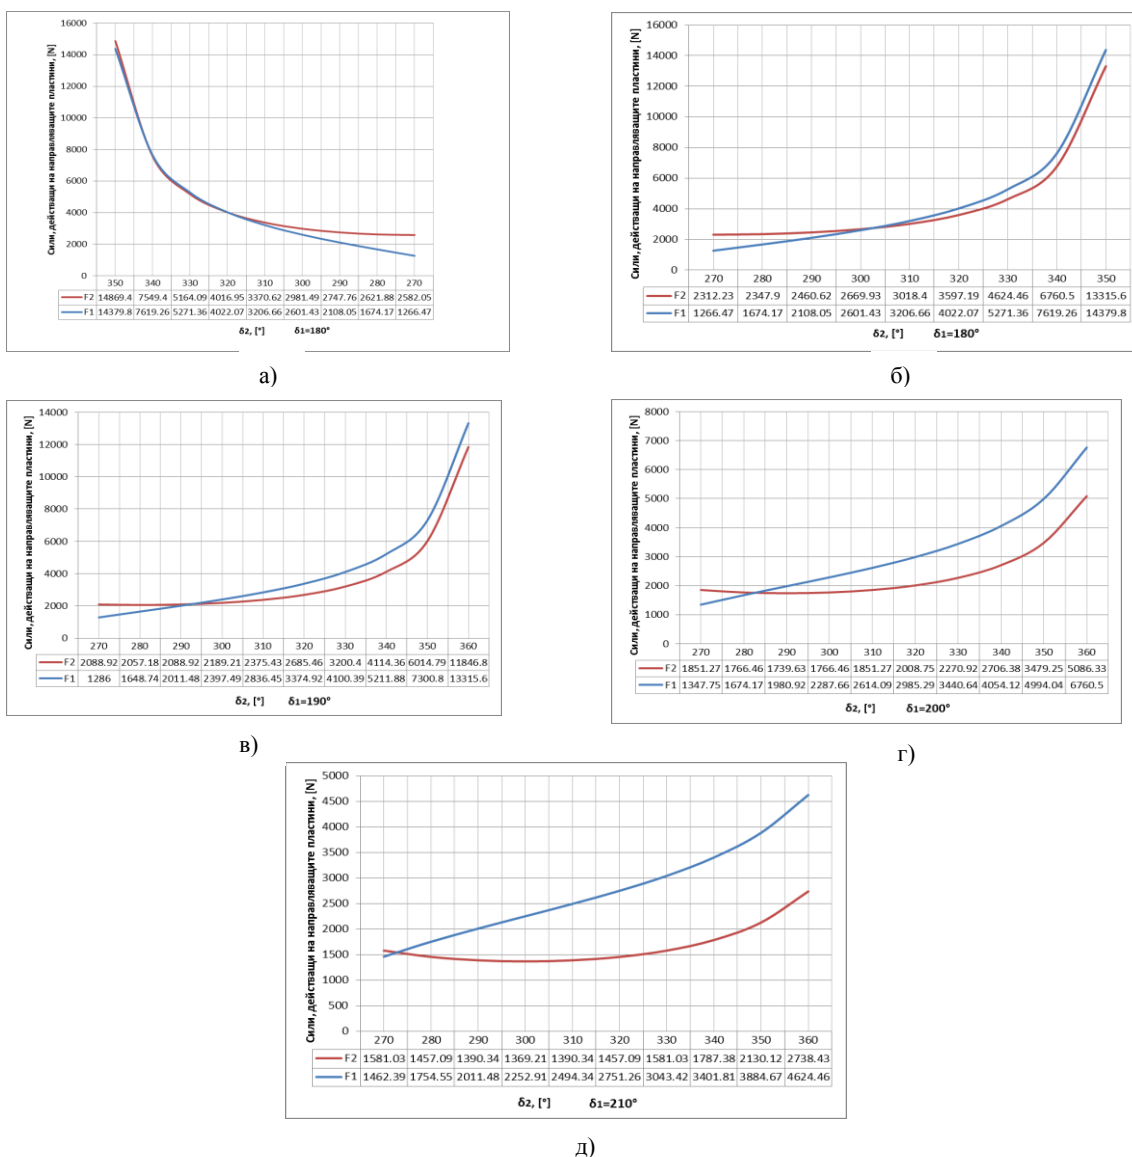 Сили, действащи на направляващите пластини, [N]
16000
14000
12000
10000
8000
6000
4000
2000
0
350 340 330 320 310 300 290 280 270
F2 14869.4 7549.4 5164.09 4016.95 3370.62 2981.49 2747.76 2621.88 2582.05
F1 14379.8 7619.26 5271.36 4022.07 3206.66 2601.43 2108.05 1674.17 1266.47
δ2, [°] δ1=180°
а)
Сили, действащи на направляващите пластини, [N]
16000
14000
12000
10000
8000
6000
4000
2000
0
270 280 290 300 310 320 330 340 350
F2 2312.23 2347.9 2460.62 2669.93 3018.4 3597.19 4624.46 6760.5 13315.6
F1 1266.47 1674.17 2108.05 2601.43 3206.66 4022.07 5271.36 7619.26 14379.8
δ2, [°] δ1=180°
б)
Сили, действащи на направляващите пластини, [N]
14000
12000
10000
8000
6000
4000
2000
0
270 280 290 300 310 320 330 340 350 360
F2 2088.92 2057.18 2088.92 2189.21 2375.43 2685.46 3200.4 4114.36 6014.79 11846.8
F1 1286 1648.74 2011.48 2397.49 2836.45 3374.92 4100.39 5211.88 7300.8 13315.6
δ2, [°] δ1=190°
в)
Сили, действащи на направляващите пластини, [N]
8000
7000
6000
5000
4000
3000
2000
1000
0
270 280 290 300 310 320 330 340 350 360
F2 1851.27 1766.46 1739.63 1766.46 1851.27 2008.75 2270.92 2706.38 3479.25 5086.33
F1 1347.75 1674.17 1980.92 2287.66 2614.09 2985.29 3440.64 4054.12 4994.04 6760.5
δ2, [°] δ1=200°
г)
Сили, действащи на направляващите пластини, [N]
5000
4500
4000
3500
3000
2500
2000
1500
1000
500
0
270 280 290 300 310 320 330 340 350 360
F2 1581.03 1457.09 1390.34 1369.21 1390.34 1457.09 1581.03 1787.38 2130.12 2738.43
F1 1462.39 1754.55 2011.48 2252.91 2494.34 2751.26 3043.42 3401.81 3884.67 4624.46
δ2, [°] δ1=210°
д)